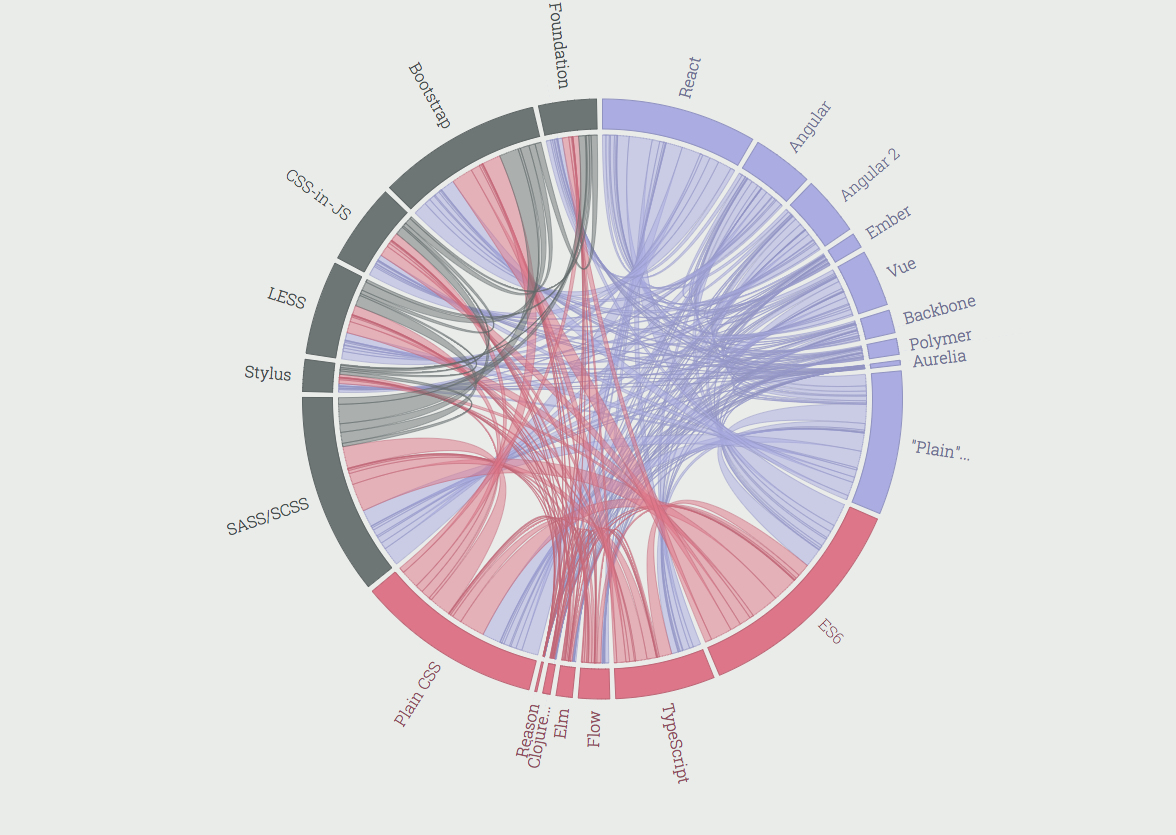 React
Angular
Angular 2
Ember
Vue
Backbone
Polymer
Aurelia
"Plain"...
ES6
TypeScript
Flow
Elm
Clojure...
Reason
Plain CSS
SASS/SCSS
Stylus
LESS
CSS-in-JS
Bootstrap
Foundation